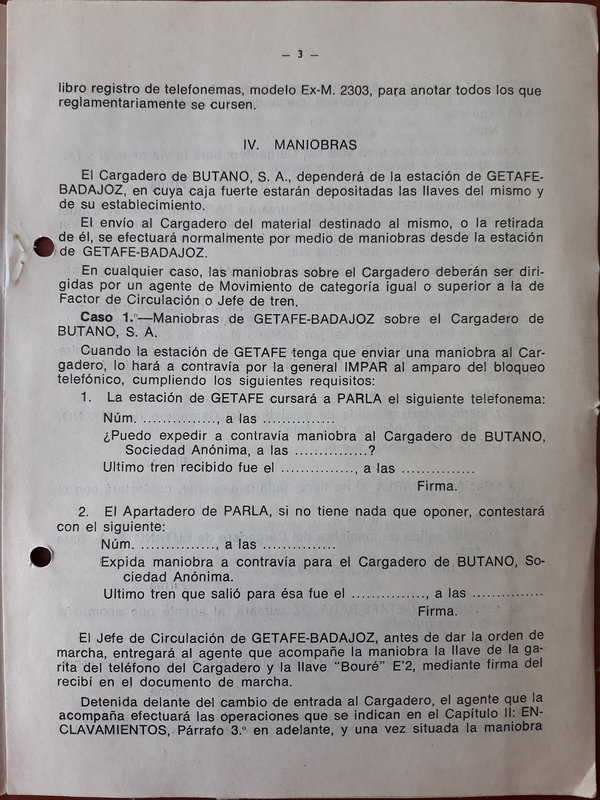 — 3 —
libro registro de telefonemas, modelo Ex-M. 2303, para anotar todos los que
reglamentariamente se cursen.
IV. MANIOBRAS
El Cargadero de BUTANO, S. A., dependerá de la estación de GETAFE-
BADAJOZ, en cuya caja fuerte estarán depositadas las llaves del mismo y
de su establecimiento.
El envío al Cargadero del material destinado al mismo, o la retirada
de él, se efectuará normalmente por medio de maniobras desde la estación
de GETAFE-BADAJOZ.
En cualquier caso, las maniobras sobre el Cargadero deberán ser diri-
gidas por un agente de Movimiento de categoría igual o superior a la de
Factor de Circulación o Jefe de tren.
Caso 1.º—Maniobras de GETAFE-BADAJOZ sobre el Cargadero de
BUTANO, S. A.
Cuando la estación de GETAFE tenga que enviar una maniobra al Car-
gadero, lo hará a contravía por la general IMPAR al amparo del bloqueo
telefónico, cumpliendo los siguientes requisitos:
1. La estación de GETAFE cursará a PARLA el siguiente telefonema:
Núm. ..............., a las ...............
¿Puedo expedir a contravía maniobra al Cargadero de BUTANO,
Sociedad Anónima, a las ...............?
Ultimo tren recibido fue el ..............., a las ...............
Firma.
2. El Apartadero de PARLA, si no tiene nada que oponer, contestará
con el siguiente:
Núm. ..............., a las ...............
Expida maniobra a contravía para el Cargadero de BUTANO, So-
ciedad Anónima.
Ultimo tren que salió para ésa fue el ..............., a las ...............
Firma.
El Jefe de Circulación de GETAFE-BADAJOZ, antes de dar la orden de
marcha, entregará al agente que acompañe la maniobra la llave de la ga-
rita del teléfono del Cargadero y la llave "Bouré" E'2, mediante firma del
recibí en el documento de marcha.
Detenida delante del cambio de entrada al Cargadero, el agente que la
acompaña efectuará las operaciones que se indican en el Capítulo II: EN-
CLAVAMIENTOS, Párrafo 3.º en adelante, y una vez situada la maniobra